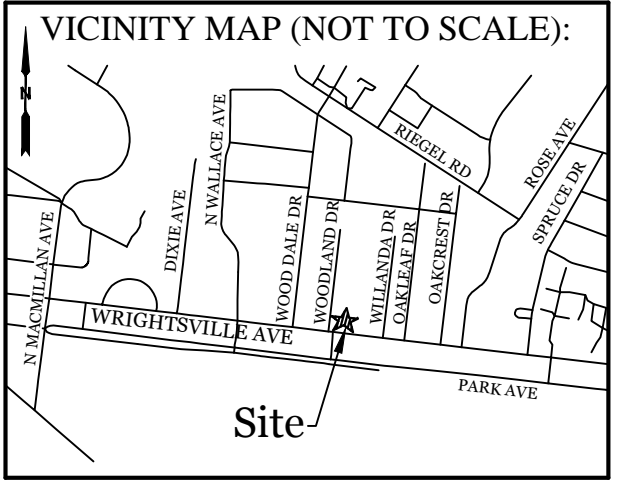 VICINITY MAP (NOT TO SCALE):
N
RIEGEL RD
ROSE AVE
SPRUCE DR
N WALLACE AVE
DIXIE AVE
WOOD DALE DR
WOODLAND DR
WILLANDA DR
OAKLEAF DR
OAKCREST DR
N MACMILLAN AVE
WRIGHTSVILLE AVE
PARK AVE
Site